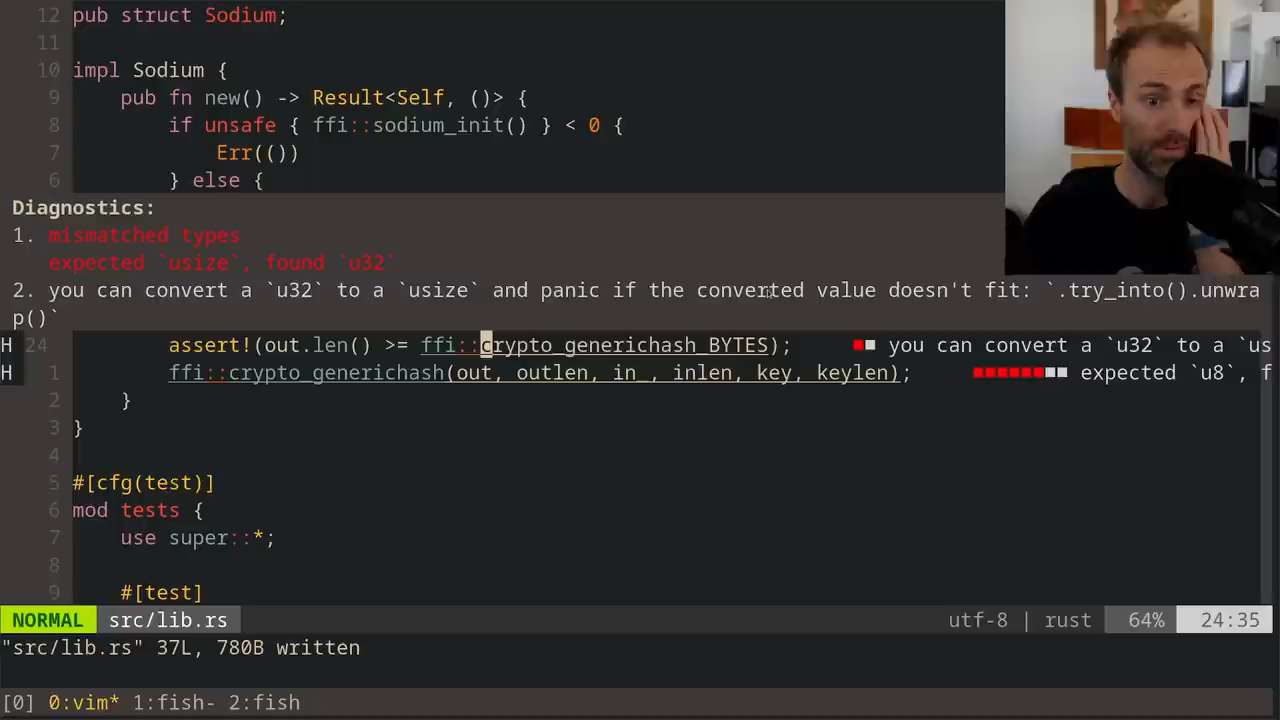 12 pub struct Sodium;
11
10 impl Sodium {
9 pub fn new() -> Result<Self, ()> {
8 if unsafe { ffi::sodium_init() } < 0 {
7 Err(())
6 } else {
Diagnostics:
1. mismatched types
expected `usize`, found `u32`
2. you can convert a `u32` to a `usize` and panic if the converted value doesn't fit: `.try_into().unwra
p()`
H 24 assert!(out.len() >= ffi::crypto_generichash_BYTES); you can convert a `u32` to a `us
H 1 ffi::crypto_generichash(out, outlen, in_, inlen, key, keylen); expected `u8`, f
2 }
3 }
4
5 #[cfg(test)]
6 mod tests {
7 use super::*;
8
9 #[test]
NORMAL src/lib.rs utf-8 | rust 64% 24:35
"src/lib.rs" 37L, 780B written
[0] 0:vim* 1:fish- 2:fish